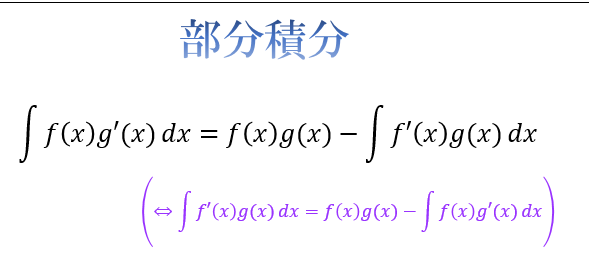 部分積分
∫ f(x)g′(x) dx = f(x)g(x) − ∫ f′(x)g(x) dx
(⇔ ∫ f′(x)g(x) dx = f(x)g(x) − ∫ f(x)g′(x) dx)